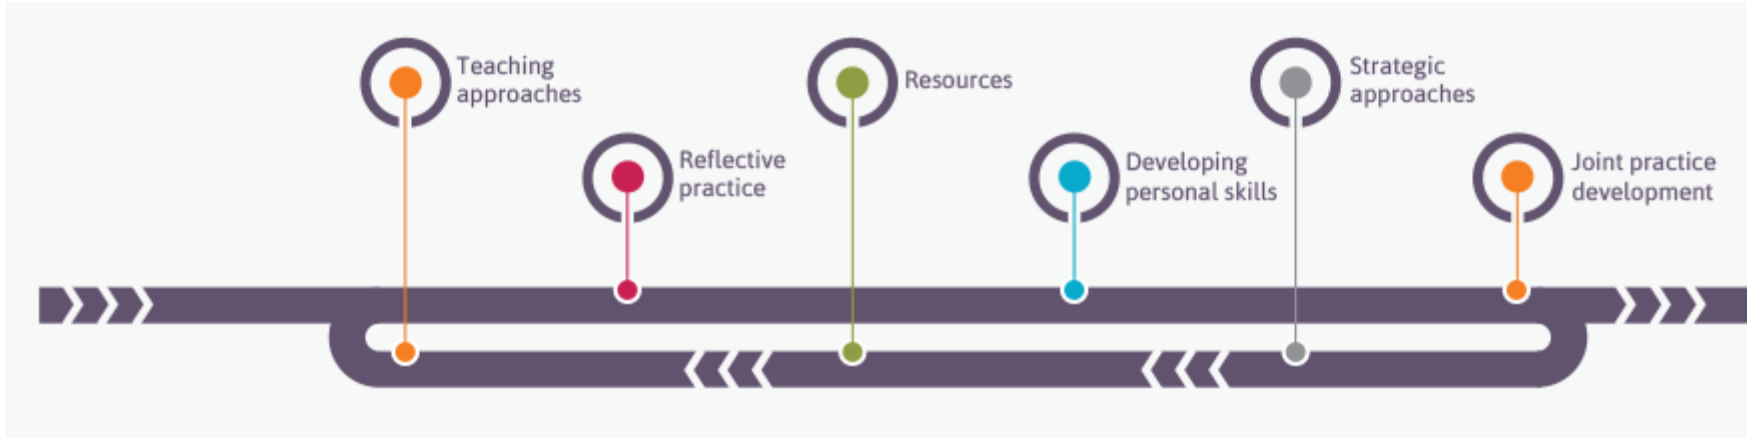 Teaching
approaches
Reflective
practice
Resources
Developing
personal skills
Strategic
approaches
Joint practice
development